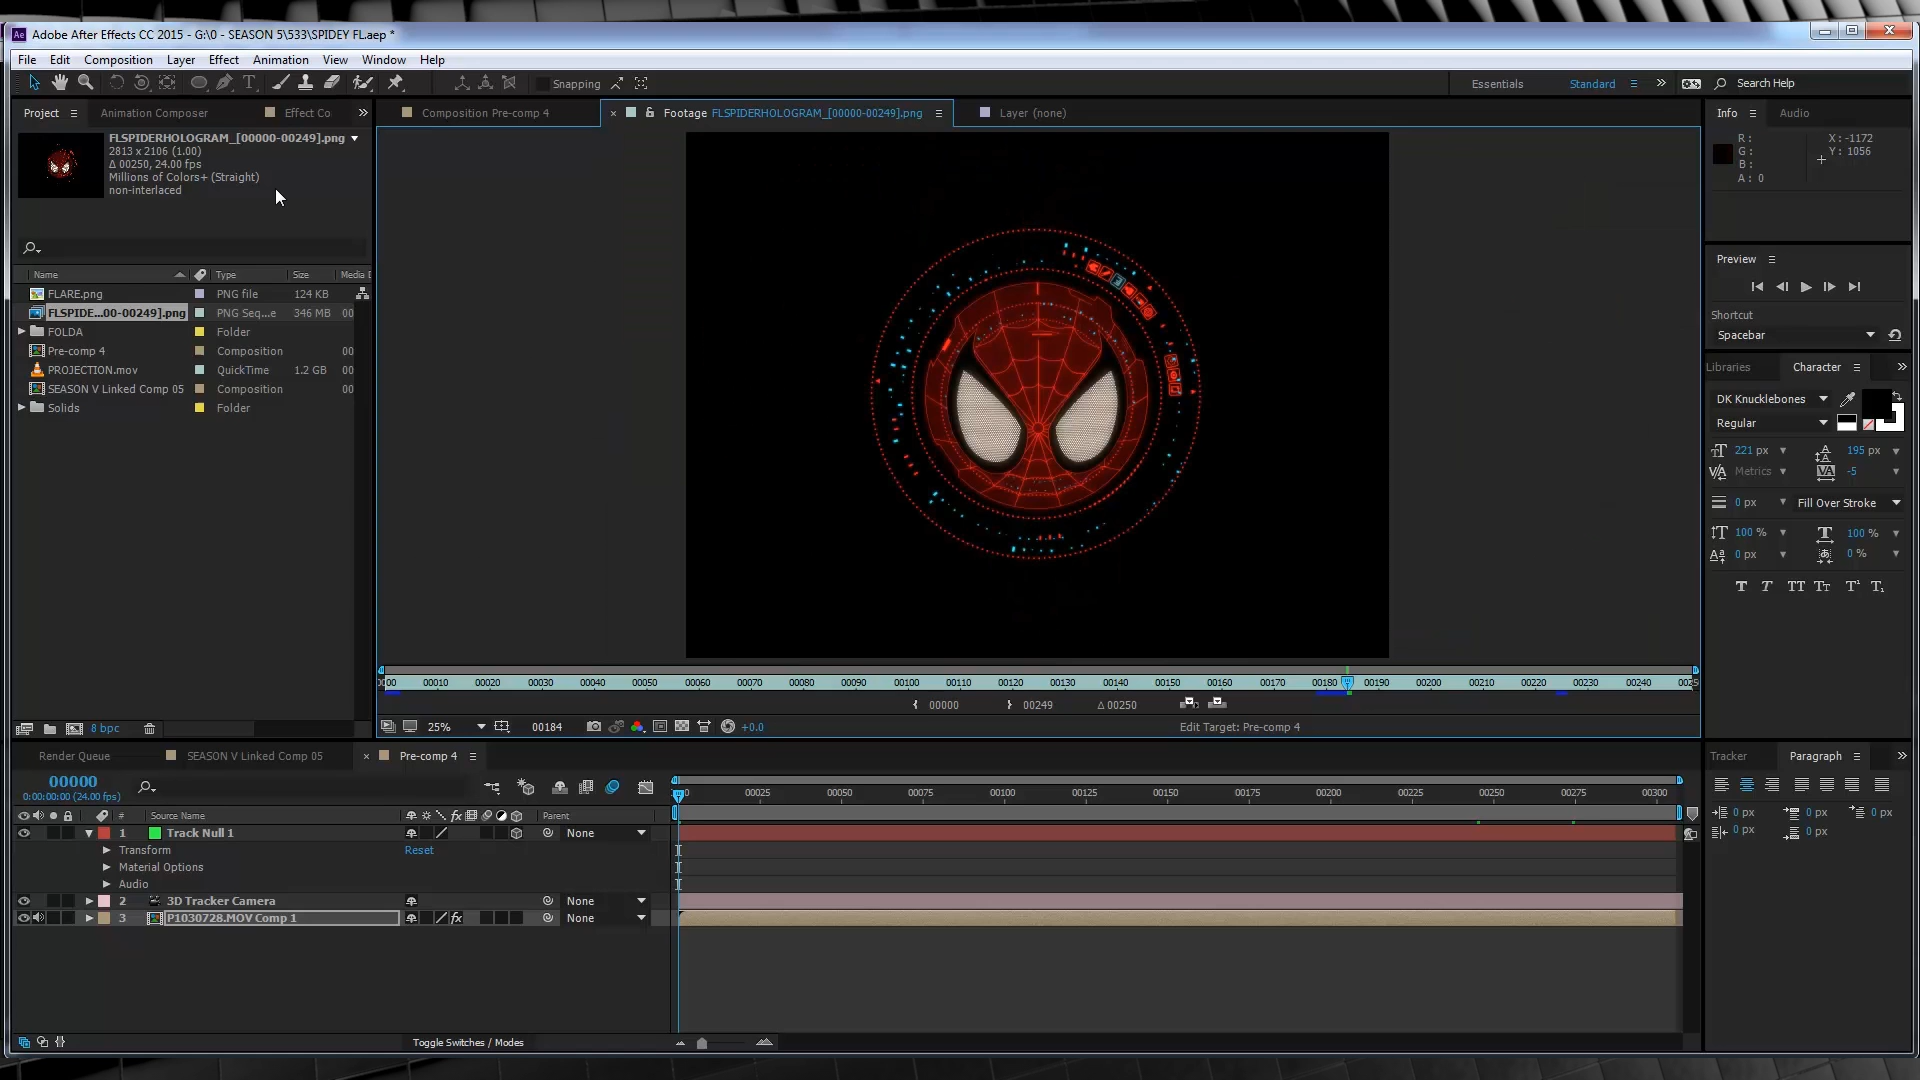 Adobe After Effects CC 2015 - G:\0 - SEASON 5\533\SPIDEY FL.aep *
File Edit Composition Layer Effect Animation View Window Help
Snapping
Essentials Standard Search Help
Project Animation Composer Effect Co
Composition Pre-comp 4 Footage FLSPIDERHOLOGRAM_[00000-00249].png Layer (none)
Info Audio
FLSPIDERHOLOGRAM_[00000-00249].png
2813 x 2106 (1.00)
Δ 00250, 24.00 fps
Millions of Colors+ (Straight)
non-interlaced
R: X: -1172
G: Y: 1056
B:
A: 0
Name Type Size Media D
FLARE.png PNG file 124 KB
FLSPIDE...00-00249].png PNG Seq...e 346 MB 00
FOLDA Folder
Pre-comp 4 Composition 00
PROJECTION.mov QuickTime 1.2 GB 00
SEASON V Linked Comp 05 Composition 00
Solids Folder
Preview
Shortcut
Spacebar
Libraries Character
DK Knucklebones
Regular
221 px 195 px
Metrics -5
0 px Fill Over Stroke
100 % 100 %
0 px 0 %
00010 00020 00030 00040 00050 00060 00070 00080 00090 00100 00110 00120 00130 00140 00150 00160 00170 00180 00190 00200 00210 00220 00230 00240
00000 00249 Δ 00250
8 bpc
25% 00184 +0.0 Edit Target: Pre-comp 4
Render Queue SEASON V Linked Comp 05 Pre-comp 4
Tracker Paragraph
00000
0:00:00:00 (24.00 fps)
00025 00050 00075 00100 00125 00150 00175 00200 00225 00250 00275 00300
# Source Name Parent
1 Track Null 1 None
Transform Reset
Material Options
Audio
2 3D Tracker Camera None
3 P1030728.MOV Comp 1 None
0 px 0 px 0 px
0 px 0 px
Toggle Switches / Modes